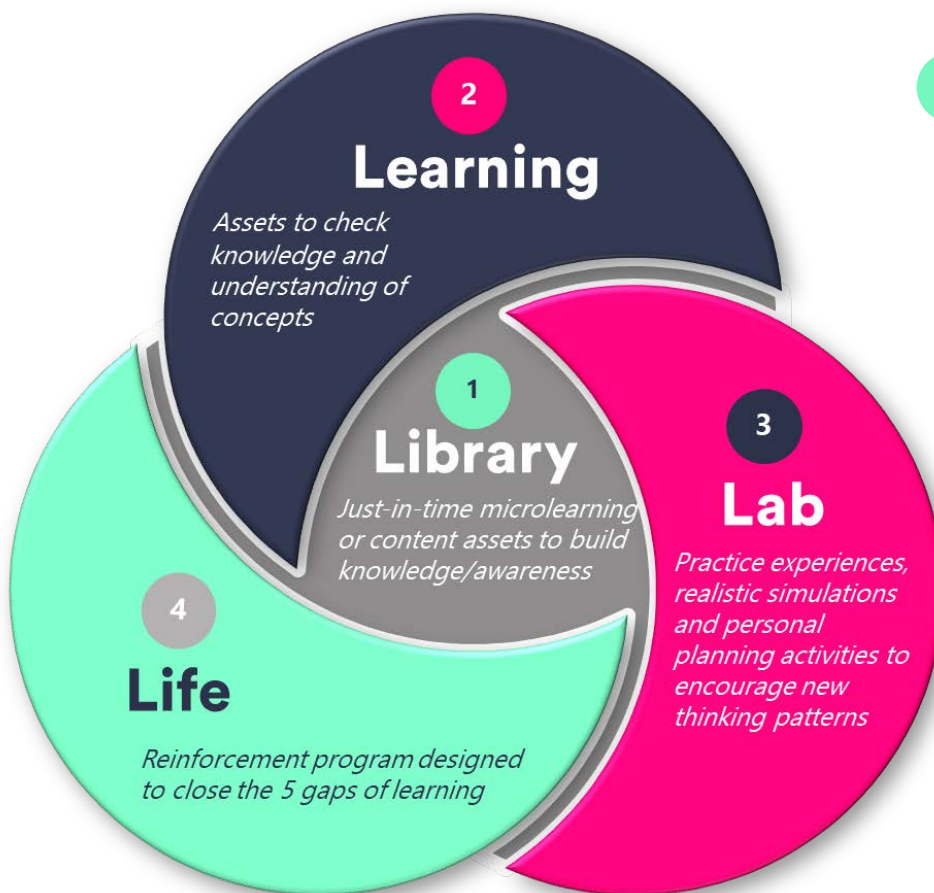 2
Learning
Assets to check
knowledge and
understanding of
concepts
1
Library
Just-in-time microlearning
or content assets to build
knowledge/awareness
3
Lab
Practice experiences,
realistic simulations
and personal
planning activities to
encourage new
thinking patterns
4
Life
Reinforcement program designed
to close the 5 gaps of learning